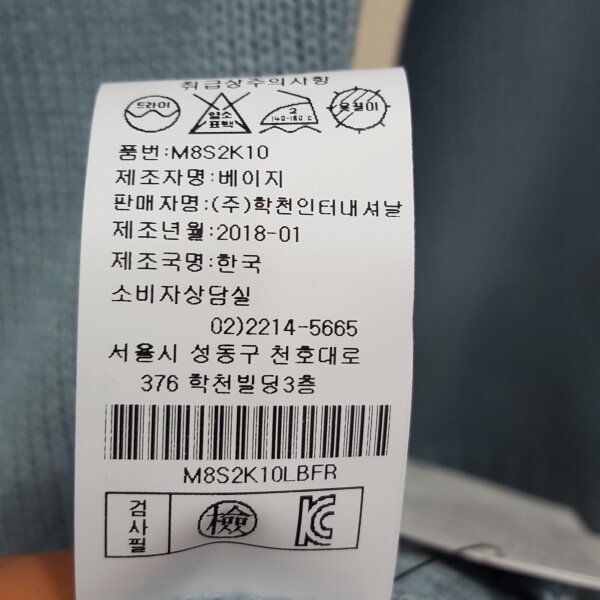 취급상주의사항
드라이 염소표백 2 140-160℃ 옷걸이
품번:M8S2K10
제조자명:베이지
판매자명:(주)학천인터내셔날
제조년월:2018-01
제조국명:한국
소비자상담실
02)2214-5665
서울시 성동구 천호대로
376 학천빌딩3층
M8S2K10LBFR
검사필 檢 KC